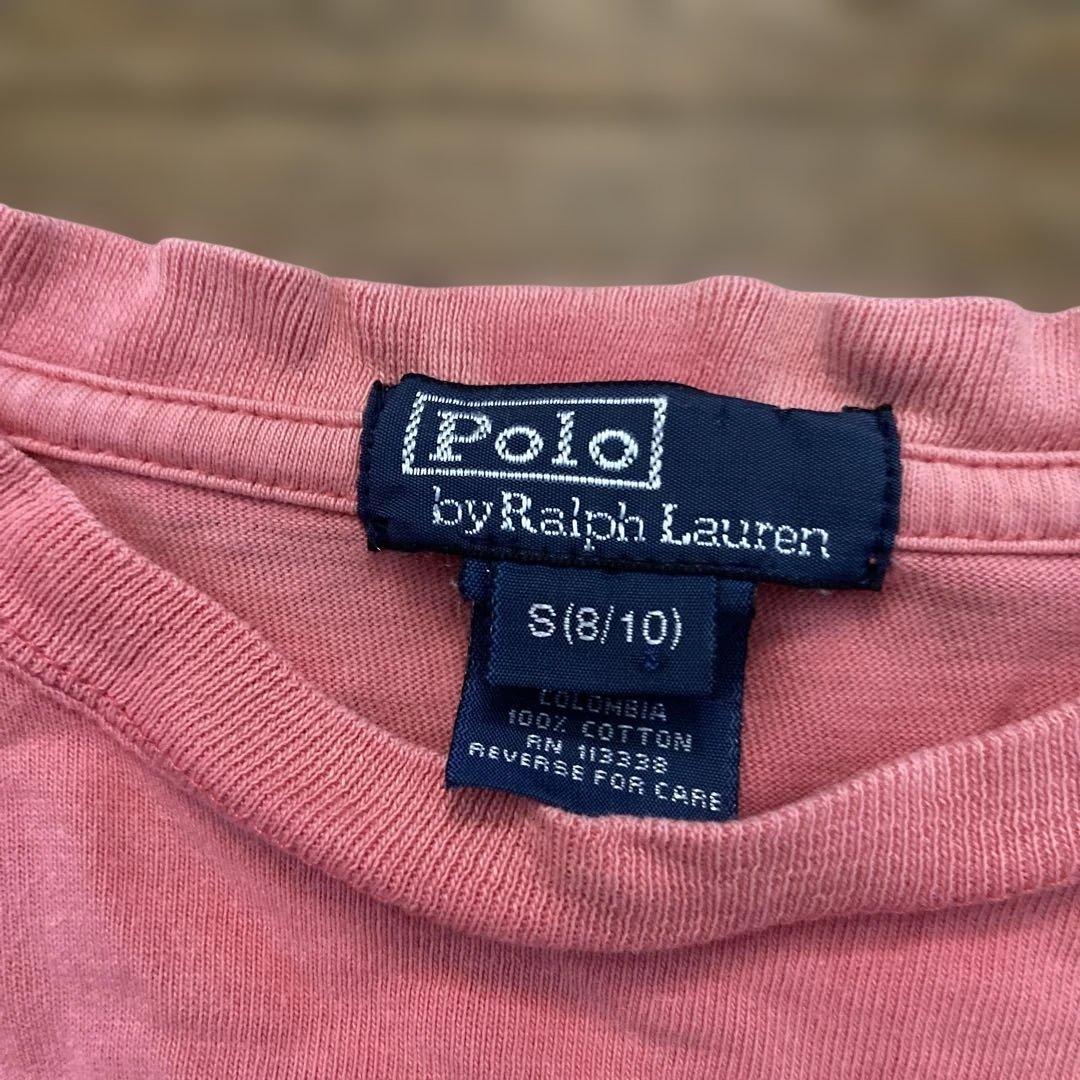 Polo
by Ralph Lauren
S(8/10)
COLOMBIA
100% COTTON
RN 113338
REVERSE FOR CARE